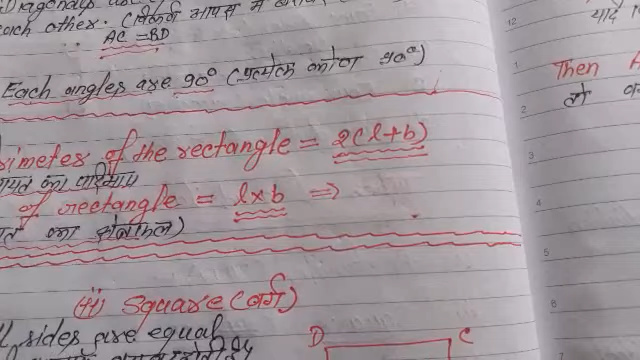 each other. (विकर्ण आपस में
AC = BD
Each angles are 90° (प्रत्येक कोण 90°)
rimeter of the rectangle = 2(l+b)
यत का परिमाप
of rectangle = l×b ⇒
का क्षेत्रफल)
(ii) Square (वर्ग)
sides are equal
D C
Then
12
1
2
3
4
5
6